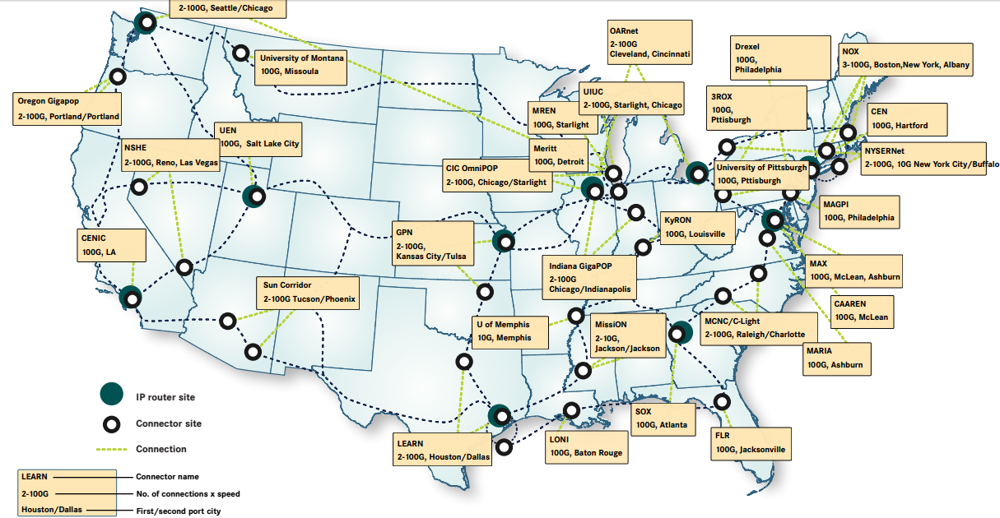 2-100G, Seattle/Chicago
University of Montana
100G, Missoula
Oregon Gigapop
2-100G, Portland/Portland
UEN
100G, Salt Lake City
NSHE
2-100G, Reno, Las Vegas
CENIC
100G, LA
Sun Corridor
2-100G Tucson/Phoenix
GPN
2-100G,
Kansas City/Tulsa
OARnet
2-100G
Cleveland, Cincinnati
UIUC
2-100G, Starlight, Chicago
MREN
100G, Starlight
Meritt
100G, Detroit
CIC OmniPOP
2-100G, Chicago/Starlight
Drexel
100G,
Philadelphia
3ROX
100G,
Pttisburgh
NOX
3-100G, Boston,New York, Albany
CEN
100G, Hartford
NYSERNet
2-100G, 10G New York City/Buffalo
University of Pittsburgh
100G, Pttisburgh
MAGPI
100G, Philadelphia
KyRON
100G, Louisville
Indiana GigaPOP
2-100G
Chicago/Indianapolis
MAX
100G, McLean, Ashburn
CAAREN
100G, McLean
MARIA
100G, Ashburn
MCNC/C-Light
2-100G, Raleigh/Charlotte
U of Memphis
10G, Memphis
MissiON
2-10G,
Jackson/Jackson
SOX
100G, Atlanta
FLR
100G, Jacksonville
LONI
100G, Baton Rouge
LEARN
2-100G, Houston/Dallas
IP router site
Connector site
Connection
LEARN
Connector name
2-100G
No. of connections x speed
Houston/Dallas
First/second port city